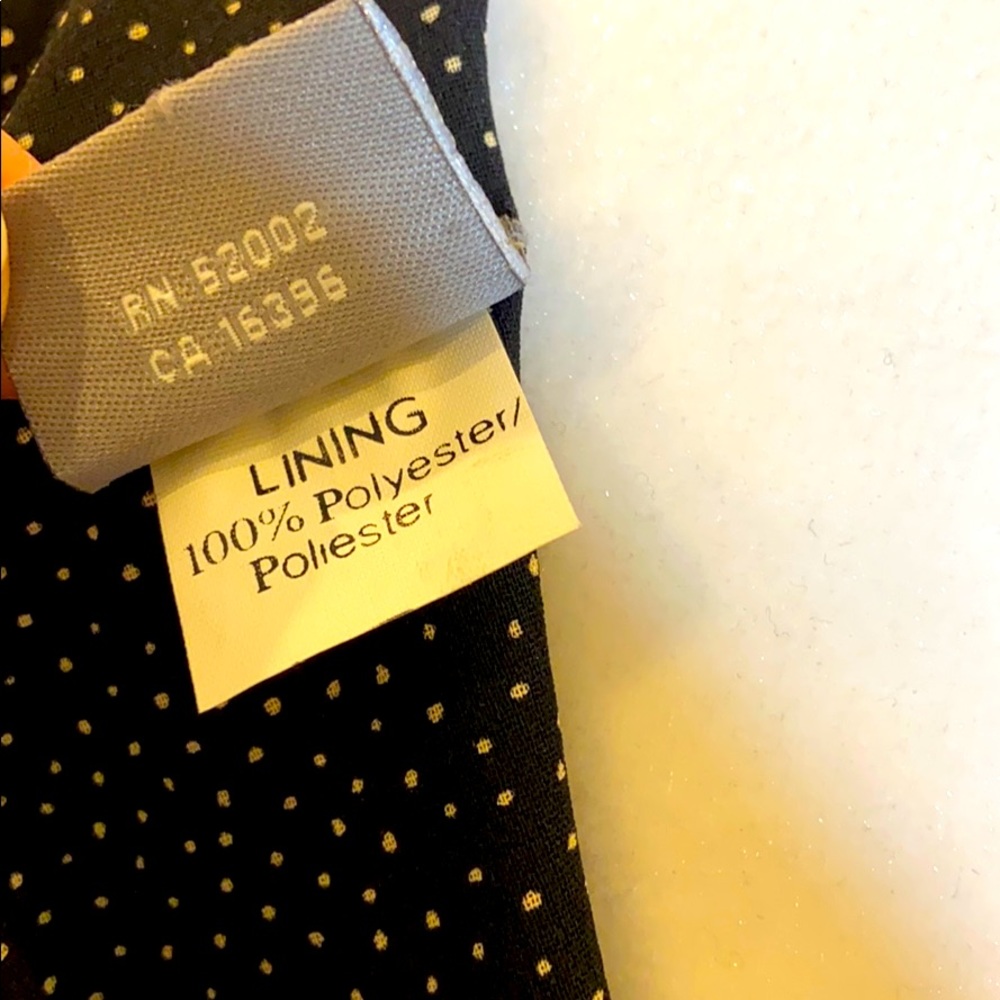 RN: 52002
CA: 16396
LINING
100% Polyester/
Poliester